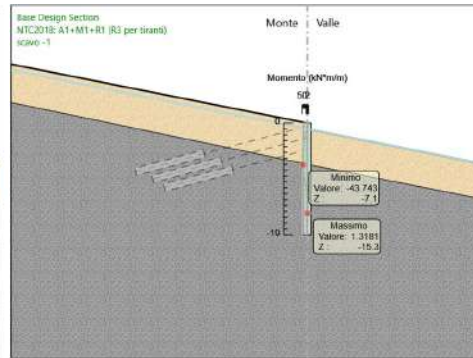 Base Design Section
NTC2018: A1+M1+R1 (R3 per tiranti)
scavo -1
Monte
Valle
Momento (kN*m/m)
0
Minimo
Valore: -43.743
Z : -7.1
Massimo
Valore: 1.3181
Z : -15.3
-10